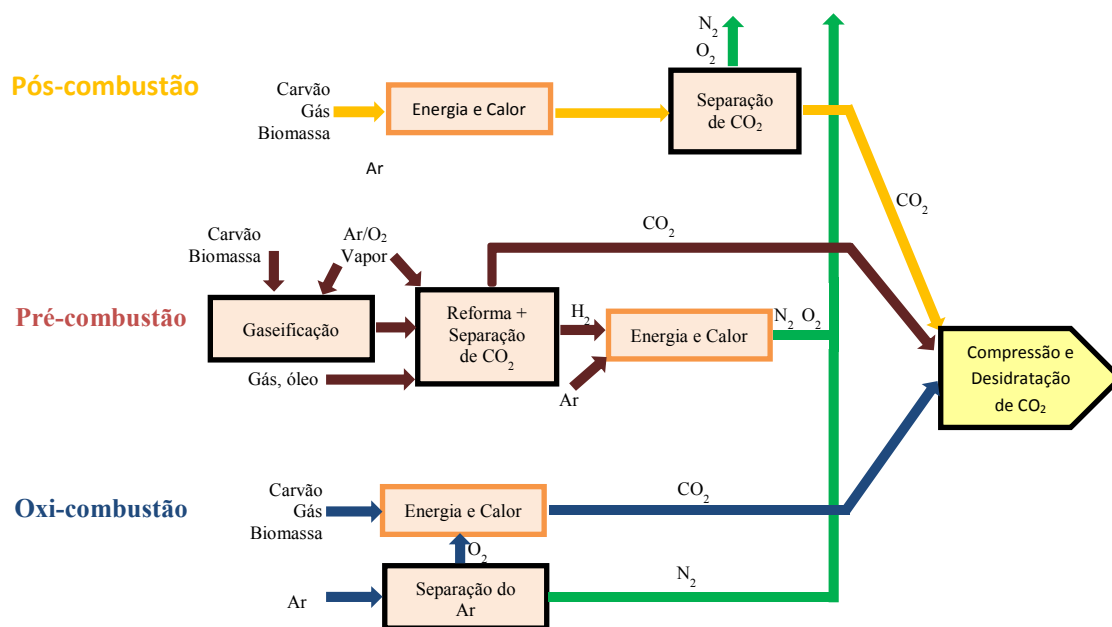 N₂
O₂
Pós-combustão
Carvão
Gás
Biomassa
Energia e Calor
Separação
de CO₂
Ar
CO₂
CO₂
Carvão
Biomassa
Ar/O₂
Vapor
Pré-combustão
Gaseificação
Reforma +
Separação
de CO₂
H₂
Energia e Calor
N₂ O₂
Gás, óleo
Ar
Compressão e
Desidratação
de CO₂
Oxi-combustão
Carvão
Gás
Biomassa
Energia e Calor
CO₂
O₂
Ar
Separação do
Ar
N₂